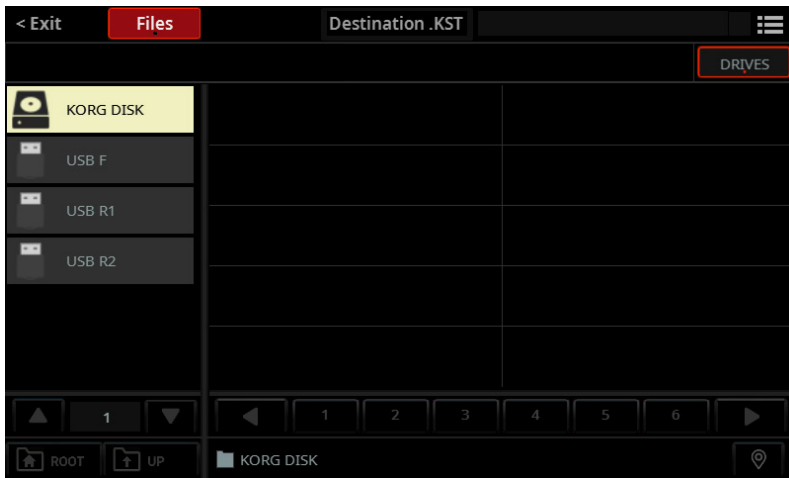 < Exit Files Destination .KST
DRIVES
KORG DISK
USB F
USB R1
USB R2
1 1 2 3 4 5 6
ROOT UP KORG DISK